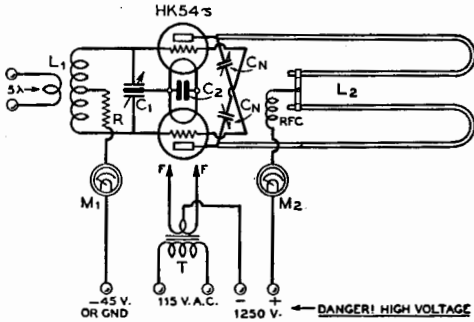 HK54's
L1
5λ
C1
R
C2
CN
CN
L2
RFC
F F
M1
M2
T
−45 V.
OR GND
115 V. A.C.
− +
1250 V.
DANGER! HIGH VOLTAGE